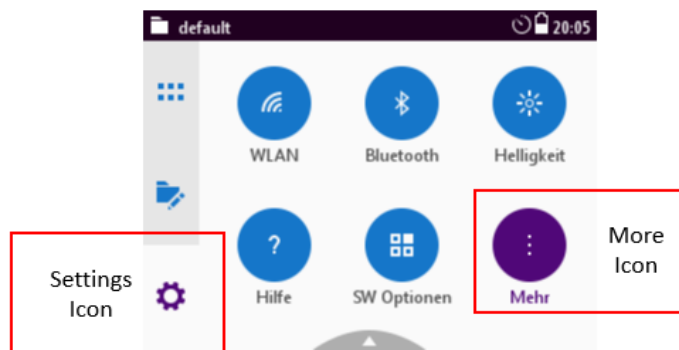 default
20:05
WLAN
Bluetooth
Helligkeit
?
Hilfe
SW Optionen
Mehr
Settings
Icon
More
Icon